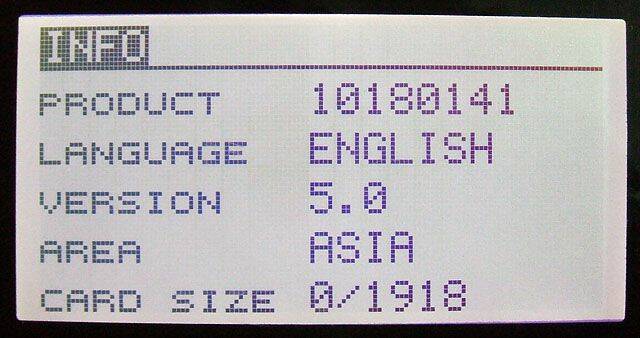 INFO
PRODUCT 10180141
LANGUAGE ENGLISH
VERSION 5.0
AREA ASIA
CARD SIZE 0/1918